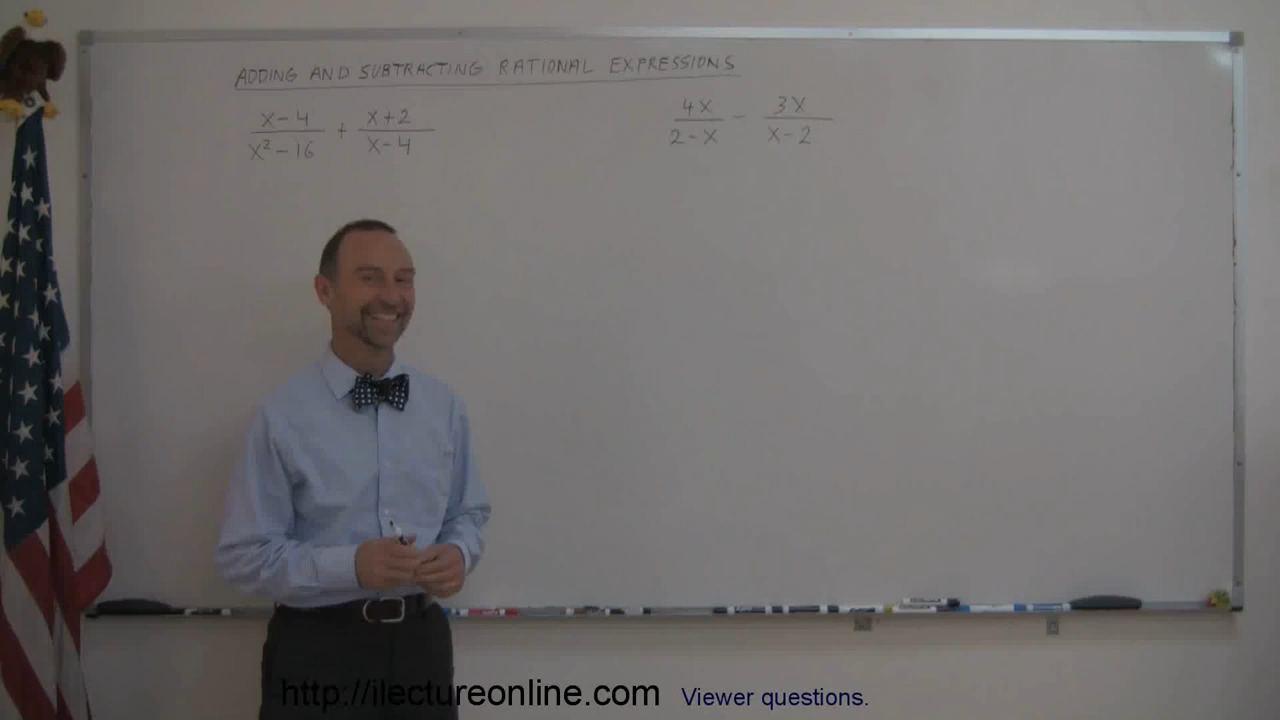 ADDING AND SUBTRACTING RATIONAL EXPRESSIONS
x-4 / x²-16 + x+2 / x-4
4x / 2-x - 3x / x-2
http://ilectureonline.com Viewer questions.